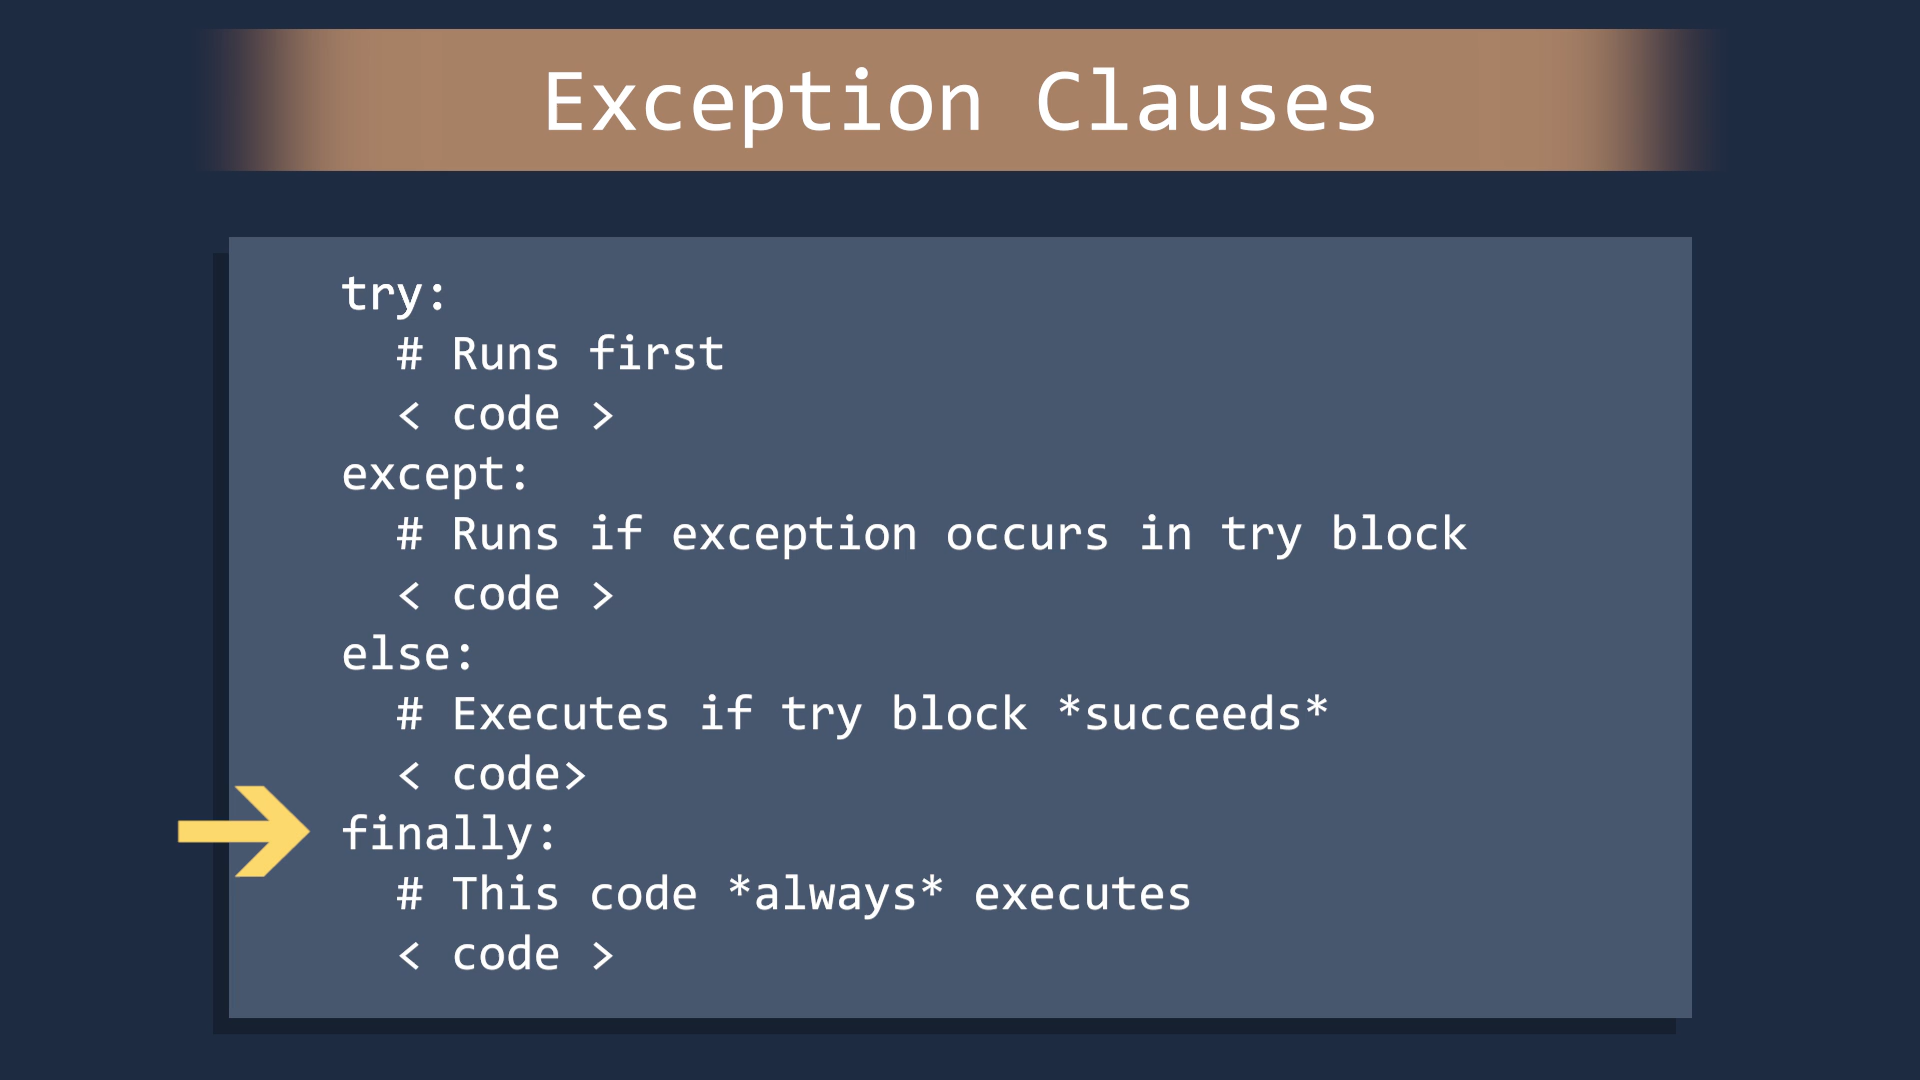 Exception Clauses
try:
  # Runs first
  < code >
except:
  # Runs if exception occurs in try block
  < code >
else:
  # Executes if try block *succeeds*
  < code>
finally:
  # This code *always* executes
  < code >